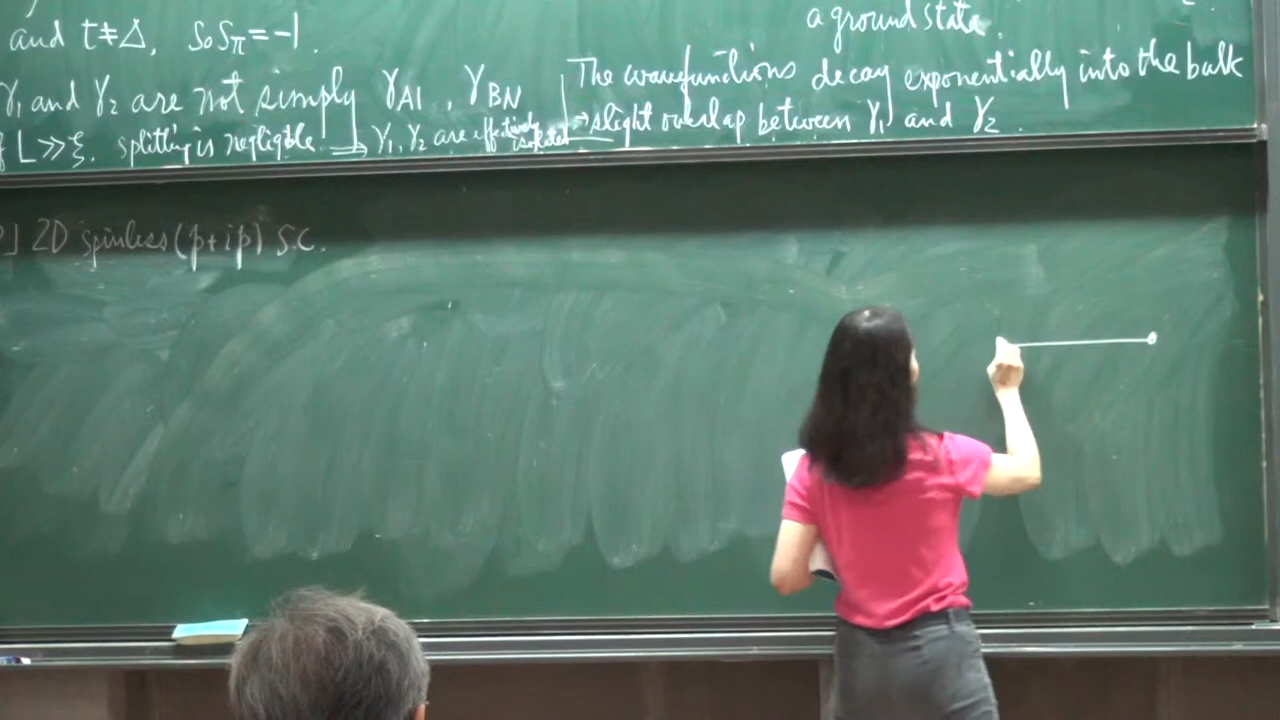 and t≠Δ, So Sπ=-1.
a ground state.
γ1 and γ2 are not simply γA1, γBN
L≫ξ. splitting is negligible ⇒ γ1, γ2 are effectively isolated
The wavefunctions decay exponentially into the bulk
→slight overlap between γ1 and γ2.
] 2D spinless (p+ip) S.C.